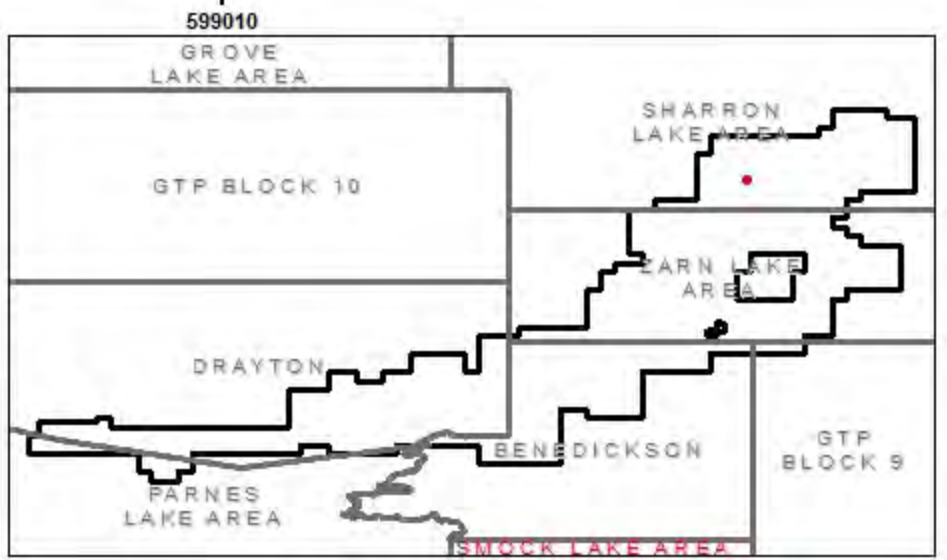 599010
GROVE
LAKE AREA
SHARRON
LAKE AREA
GTP BLOCK 10
ZARN LAKE
AREA
DRAYTON
BENEDICKSON
GTP
BLOCK 9
PARNES
LAKE AREA
SMOCK LAKE AREA